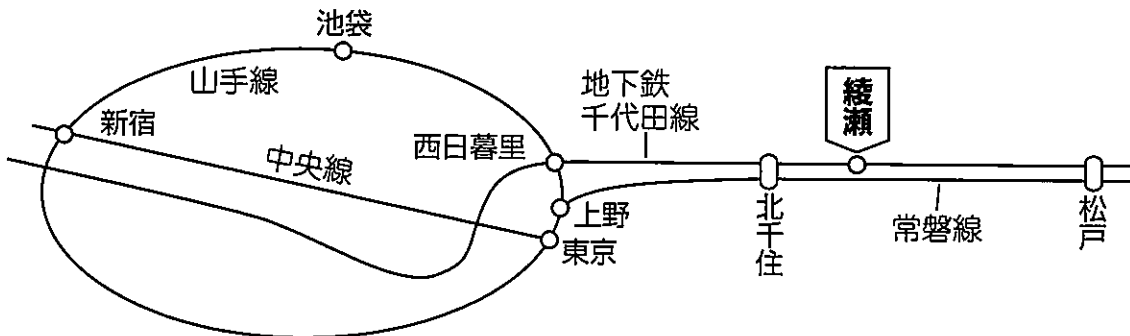 池袋
山手線
新宿
中央線
西日暮里
地下鉄
千代田線
綾瀬
上野
東京
北千住
常磐線
松戸